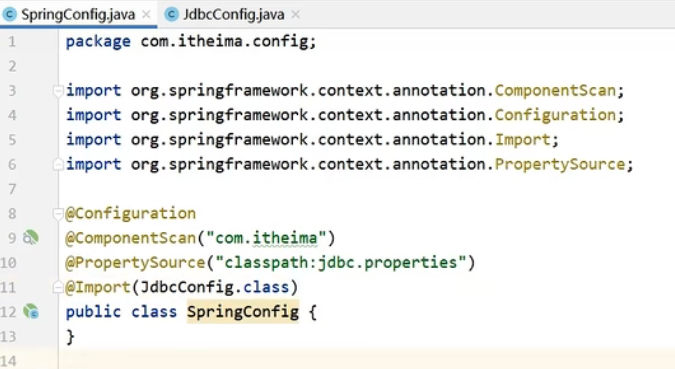 SpringConfig.java × JdbcConfig.java ×
1 package com.itheima.config;
2
3 import org.springframework.context.annotation.ComponentScan;
4 import org.springframework.context.annotation.Configuration;
5 import org.springframework.context.annotation.Import;
6 import org.springframework.context.annotation.PropertySource;
7
8 @Configuration
9 @ComponentScan("com.itheima")
10 @PropertySource("classpath:jdbc.properties")
11 @Import(JdbcConfig.class)
12 public class SpringConfig {
13 }
14